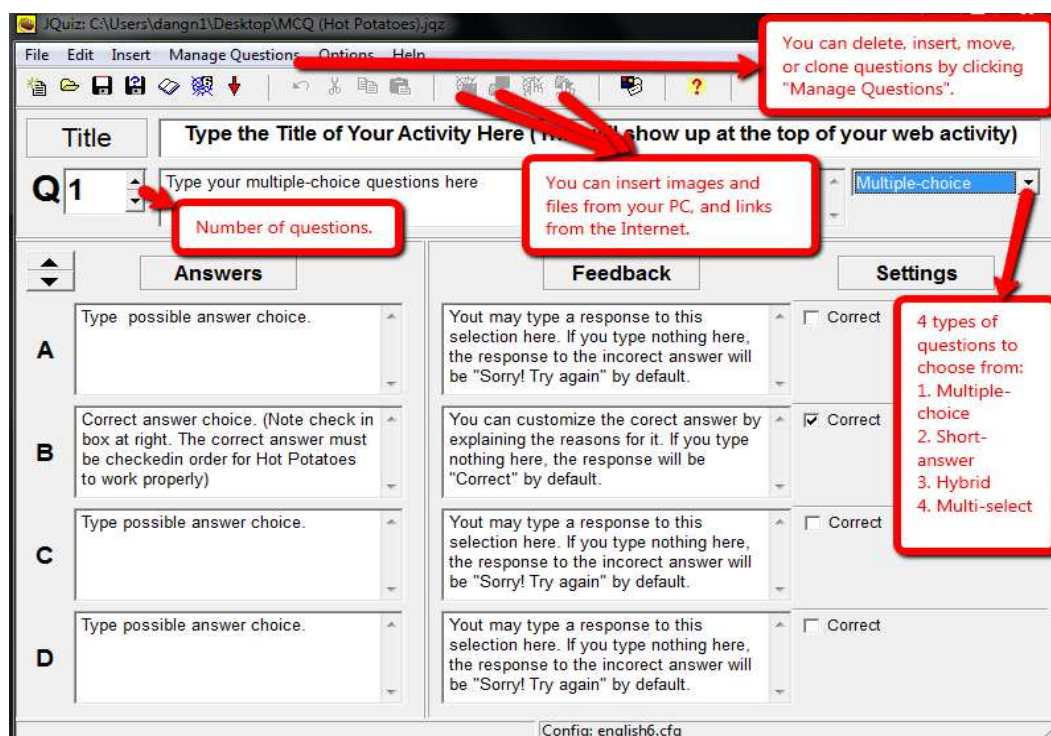 JQuiz: C:\Users\dangn1\Desktop\MCQ (Hot Potatoes).jqz
File Edit Insert Manage Questions Options Help
You can delete, insert, move,
or clone questions by clicking
"Manage Questions".
Title
Type the Title of Your Activity Here ( show up at the top of your web activity)
Q 1
Type your multiple-choice questions here
Multiple-choice
Number of questions.
You can insert images and
files from your PC, and links
from the Internet.
Answers
Feedback
Settings
4 types of
questions to
choose from:
1. Multiple-
choice
2. Short-
answer
3. Hybrid
4. Multi-select
A
Type possible answer choice.
Yout may type a response to this
selection here. If you type nothing here,
the response to the incorect answer will
be "Sorry! Try again" by default.
Correct
B
Correct answer choice. (Note check in
box at right. The correct answer must
be checkedin order for Hot Potatoes
to work properly)
You can customize the corect answer by
explaining the reasons for it. If you type
nothing here, the response will be
"Correct" by default.
Correct
C
Type possible answer choice.
Yout may type a response to this
selection here. If you type nothing here,
the response to the incorect answer will
be "Sorry! Try again" by default.
Correct
D
Type possible answer choice.
Yout may type a response to this
selection here. If you type nothing here,
the response to the incorect answer will
be "Sorry! Try again" by default.
Correct
Config: english6.cfg